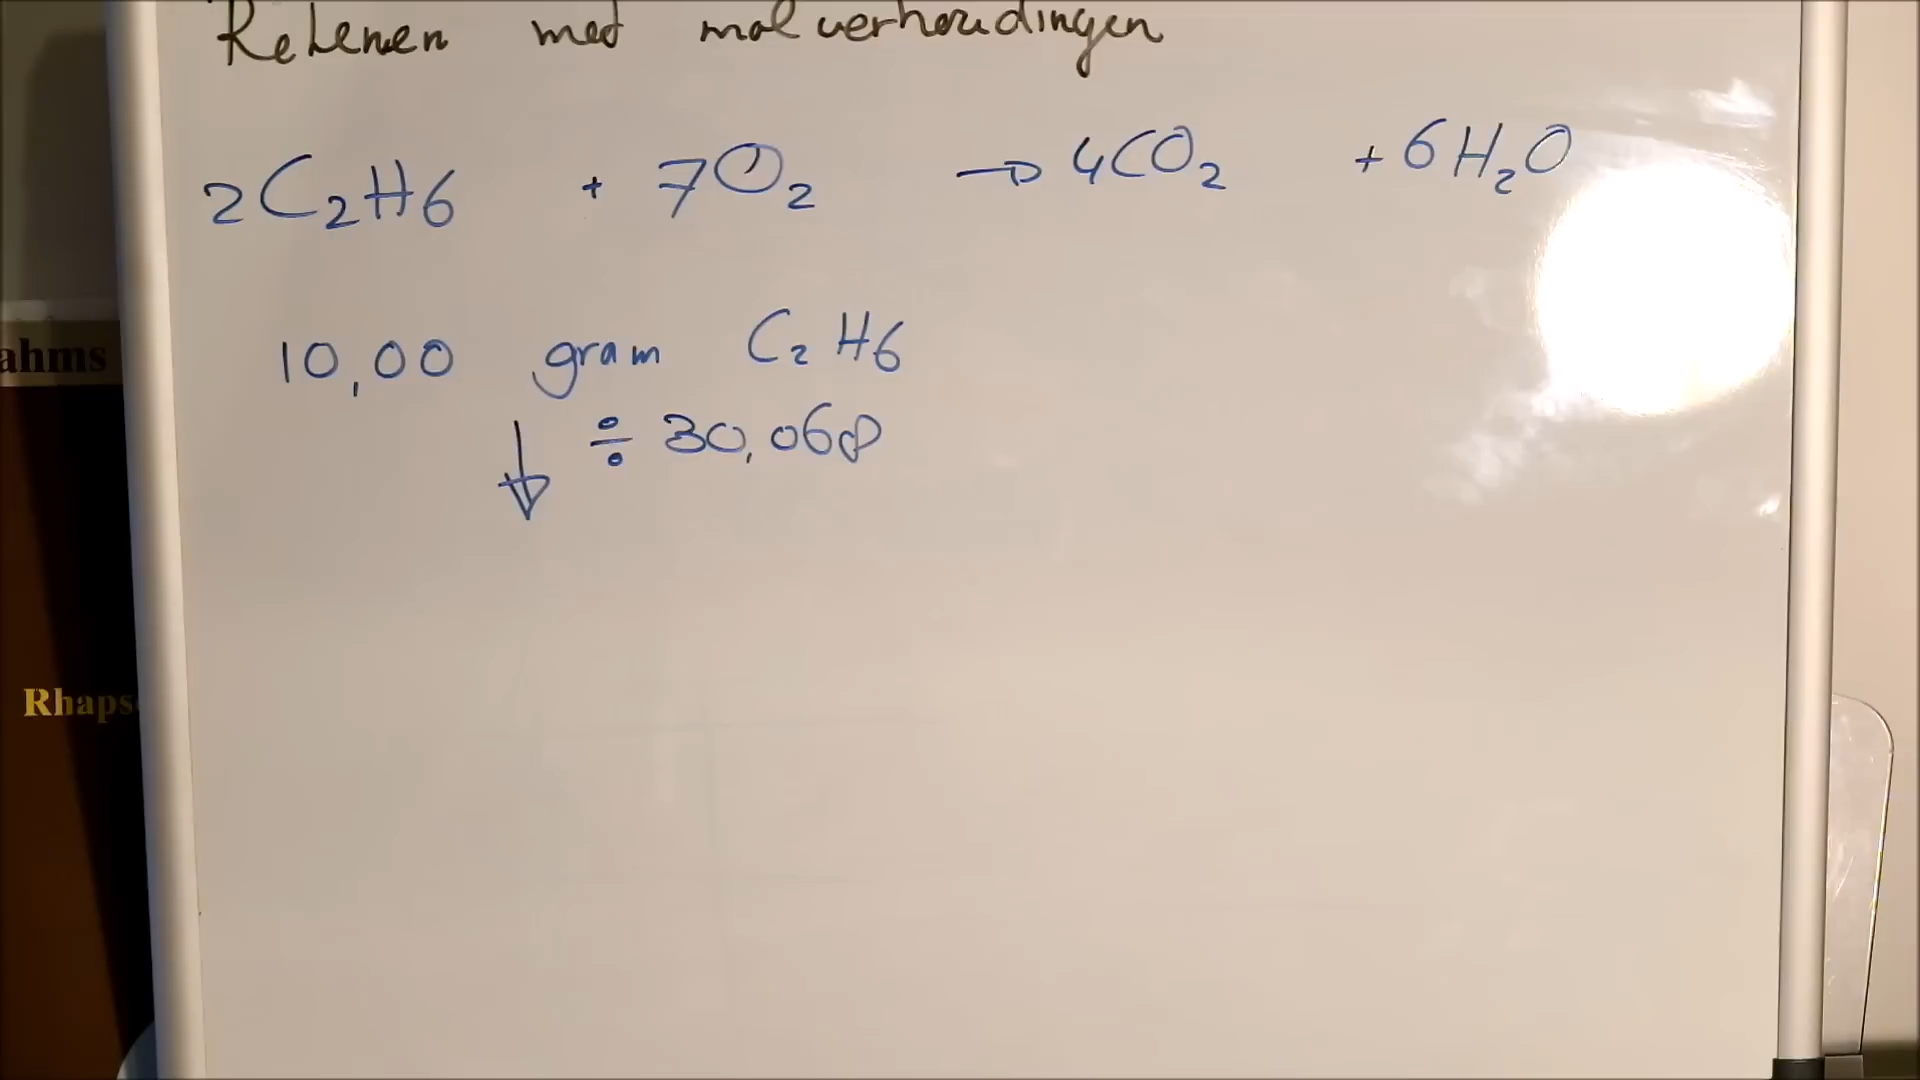 Rekenen met molverhoudingen
2C₂H6 + 7O₂ → 4CO₂ + 6H₂O
10,00 gram C₂H6
↓ ÷ 30,068
ahms
Rhaps